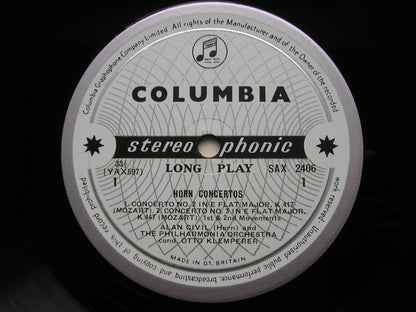 Columbia Graphophone Company Limited. All rights of the Manufacturer and of the Owner of the recorded
work reserved. Unauthorised public performance, broadcasting and copying of this record prohibited
COLUMBIA
stereophonic
33⅓
(YAX597)
LONG PLAY
SAX 2406
1
1
HORN CONCERTOS
1. CONCERTO NO. 2 IN E FLAT MAJOR, K.417
(MOZART). 2. CONCERTO NO. 3 IN E FLAT MAJOR,
K.447 (MOZART): 1st & 2nd Movements
ALAN CIVIL (Horn) and
THE PHILHARMONIA ORCHESTRA
cond. OTTO KLEMPERER
MADE IN GT. BRITAIN